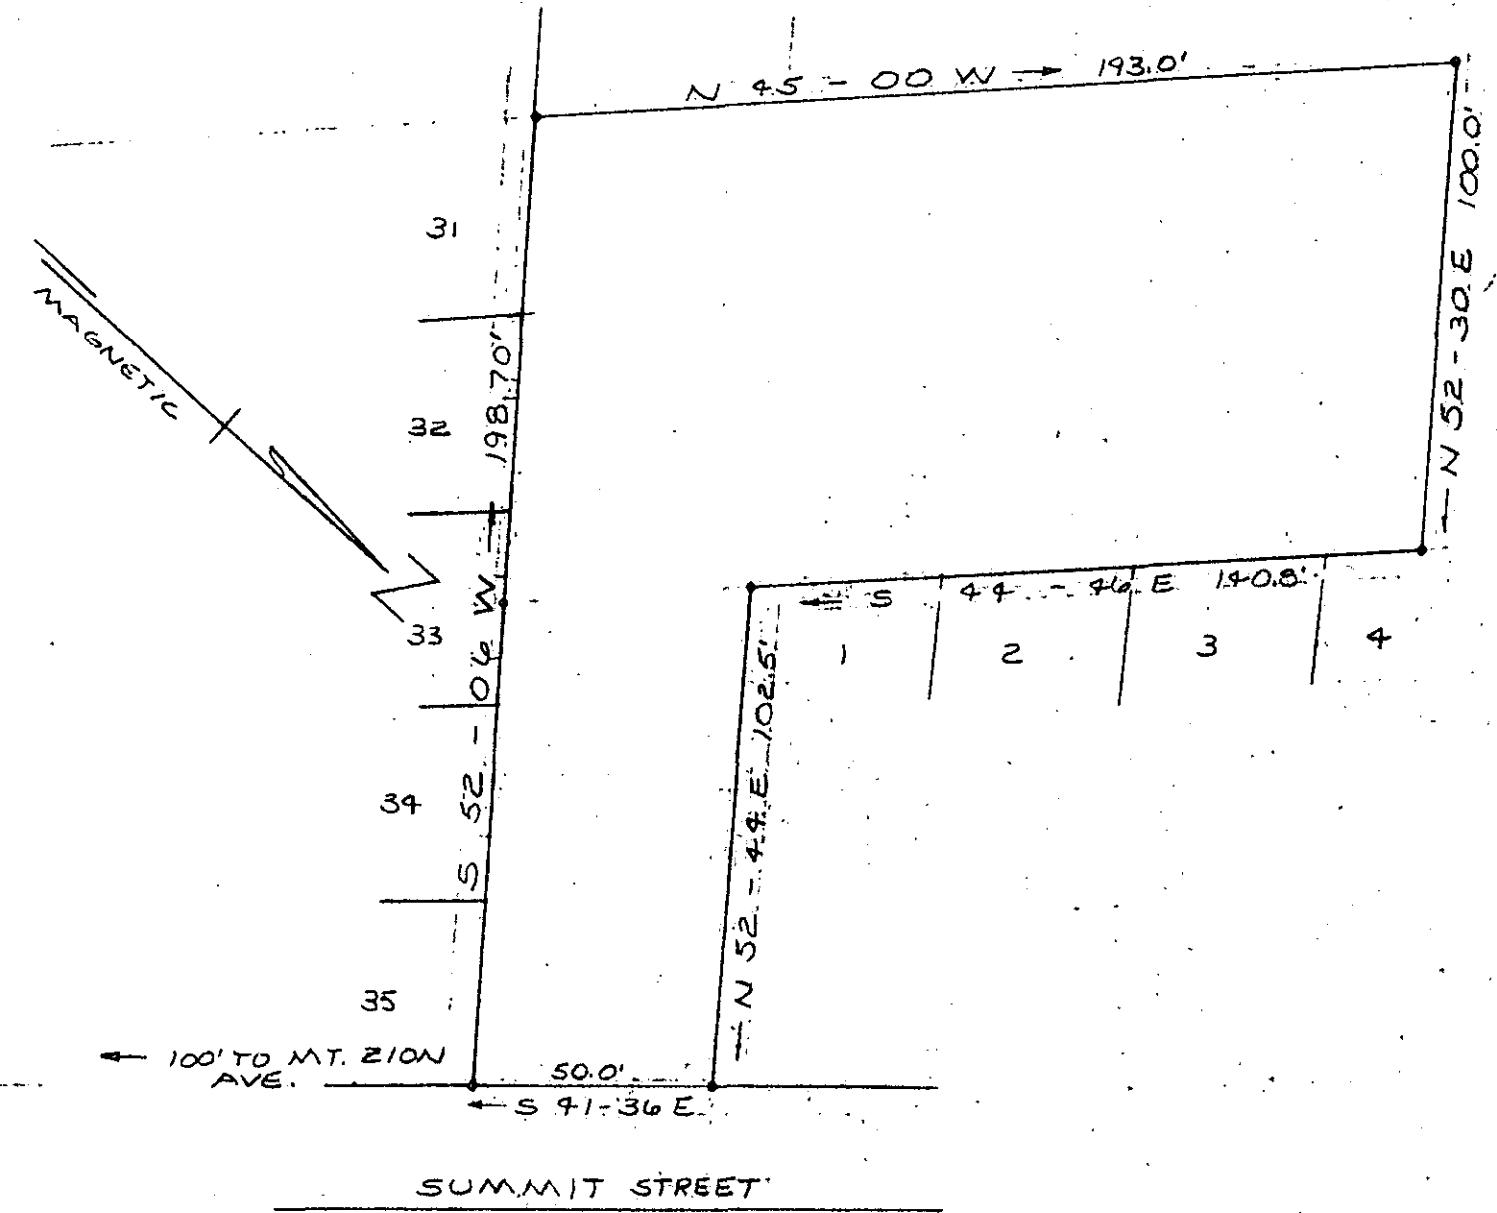 N 45 - 00 W → 193.0'
N 52 - 30 E 100.0'
31
MAGNETIC
32
S 52 - 06 W → 198.70'
33
← S 44 - 46 E 140.8'
1
2
3
4
← N 52 - 44 E 102.5'
34
35
← 100' TO MT. ZION
AVE.
50.0'
← S 41-36 E
SUMMIT STREET